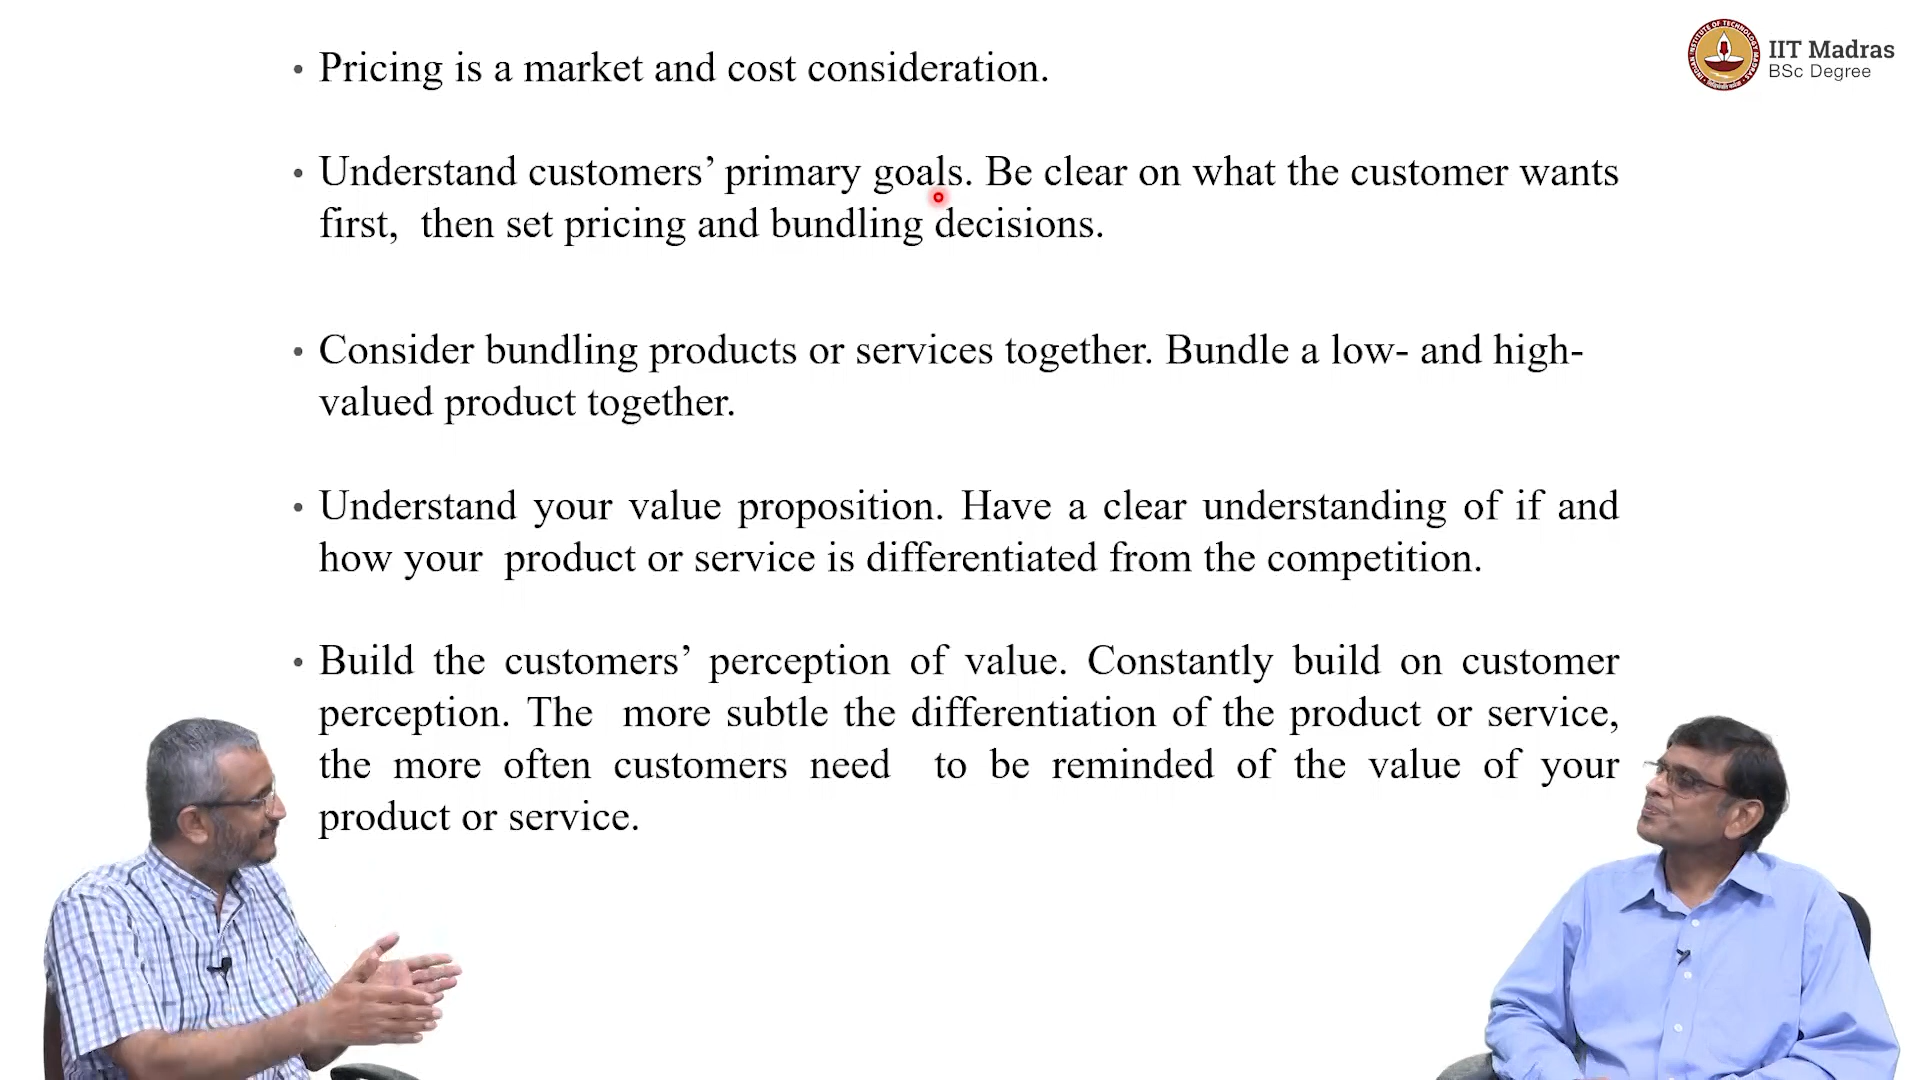 • Pricing is a market and cost consideration.
IIT Madras
BSc Degree
• Understand customers’ primary goals. Be clear on what the customer wants
first, then set pricing and bundling decisions.
• Consider bundling products or services together. Bundle a low- and high-
valued product together.
• Understand your value proposition. Have a clear understanding of if and
how your product or service is differentiated from the competition.
• Build the customers’ perception of value. Constantly build on customer
perception. The more subtle the differentiation of the product or service,
the more often customers need to be reminded of the value of your
product or service.